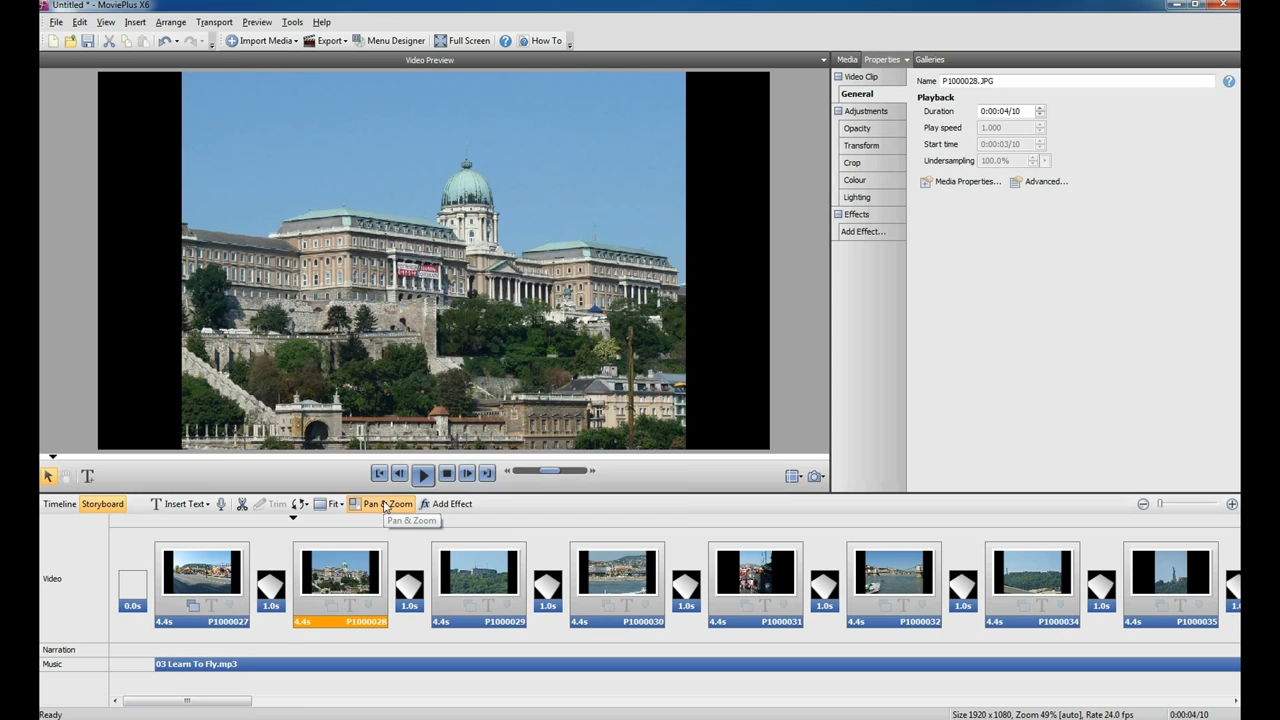 Untitled * - MoviePlus X6
File Edit View Insert Arrange Transport Preview Tools Help
Import Media Export Menu Designer Full Screen ? How To
Video Preview
Media Properties Galleries
Video Clip
General
Adjustments
Opacity
Transform
Crop
Colour
Lighting
Effects
Add Effect...
Name P1000028.JPG
Playback
Duration 0:00:04/10
Play speed 1.000
Start time 0:00:03/10
Undersampling 100.0%
Media Properties... Advanced...
Timeline Storyboard T Insert Text Trim Fit Pan & Zoom fx Add Effect
Pan & Zoom
Video
0.0s 1.0s 1.0s 1.0s 1.0s 1.0s 1.0s 1.0s
4.4s P1000027 4.4s P1000028 4.4s P1000029 4.4s P1000030 4.4s P1000031 4.4s P1000032 4.4s P1000034 4.4s P1000035
Narration
Music 03 Learn To Fly.mp3
Ready Size 1920 x 1080, Zoom 49% [auto], Rate 24.0 fps 0:00:04/10